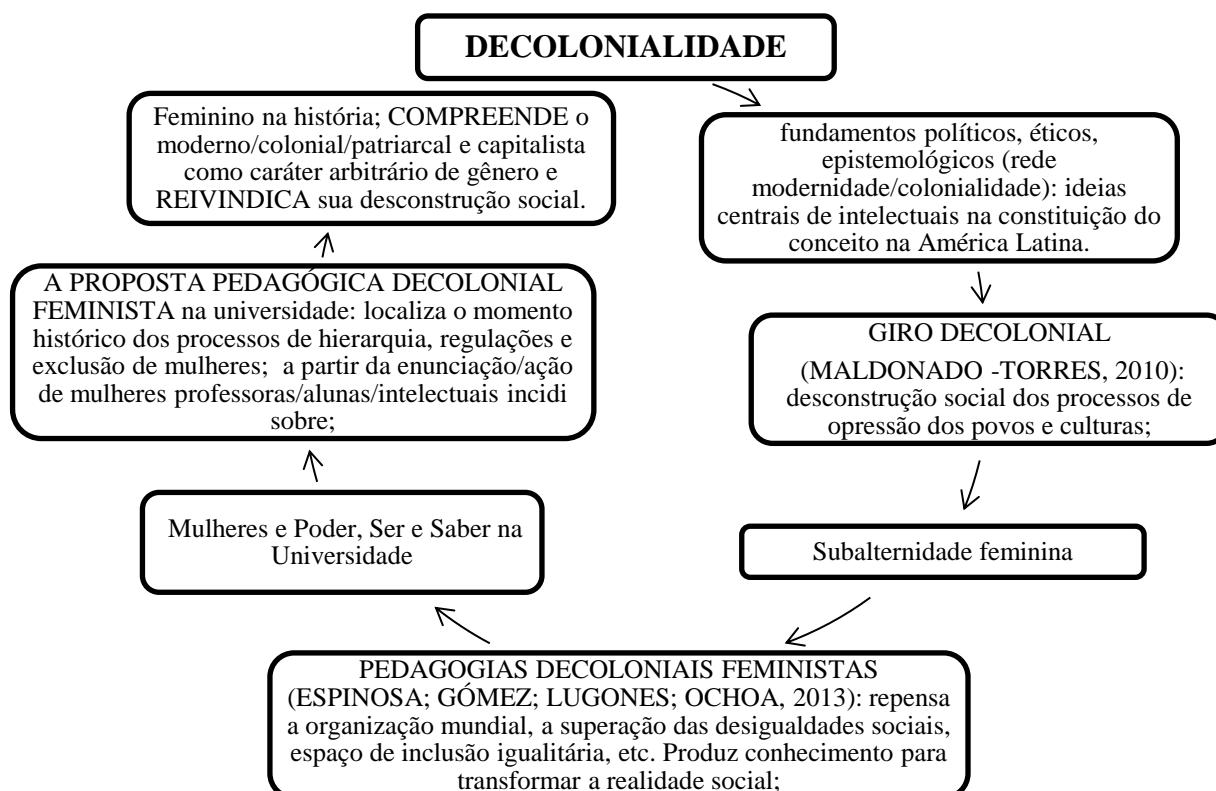 DECOLONIALIDADE
fundamentos políticos, éticos,
epistemológicos (rede
modernidade/colonialidade): ideias
centrais de intelectuais na constituição do
conceito na América Latina.
GIRO DECOLONIAL
(MALDONADO -TORRES, 2010):
desconstrução social dos processos de
opressão dos povos e culturas;
Subalternidade feminina
PEDAGOGIAS DECOLONIAIS FEMINISTAS
(ESPINOSA; GÓMEZ; LUGONES; OCHOA, 2013): repensa
a organização mundial, a superação das desigualdades sociais,
espaço de inclusão igualitária, etc. Produz conhecimento para
transformar a realidade social;
Mulheres e Poder, Ser e Saber na
Universidade
A PROPOSTA PEDAGÓGICA DECOLONIAL
FEMINISTA na universidade: localiza o momento
histórico dos processos de hierarquia, regulações e
exclusão de mulheres; a partir da enunciação/ação
de mulheres professoras/alunas/intelectuais incidi
sobre;
Feminino na história; COMPREENDE o
moderno/colonial/patriarcal e capitalista
como caráter arbitrário de gênero e
REIVINDICA sua desconstrução social.